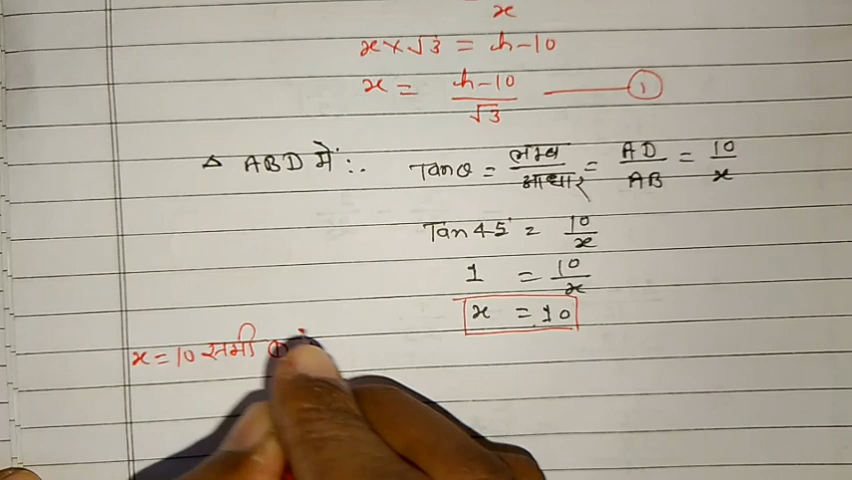 x
x × √3 = h - 10
x = h - 10 / √3 ——— ①
△ ABD में :. Tanθ = लम्ब / आधार = AD / AB = 10 / x
Tan 45° = 10 / x
1 = 10 / x
x = 10
x = 10 समी